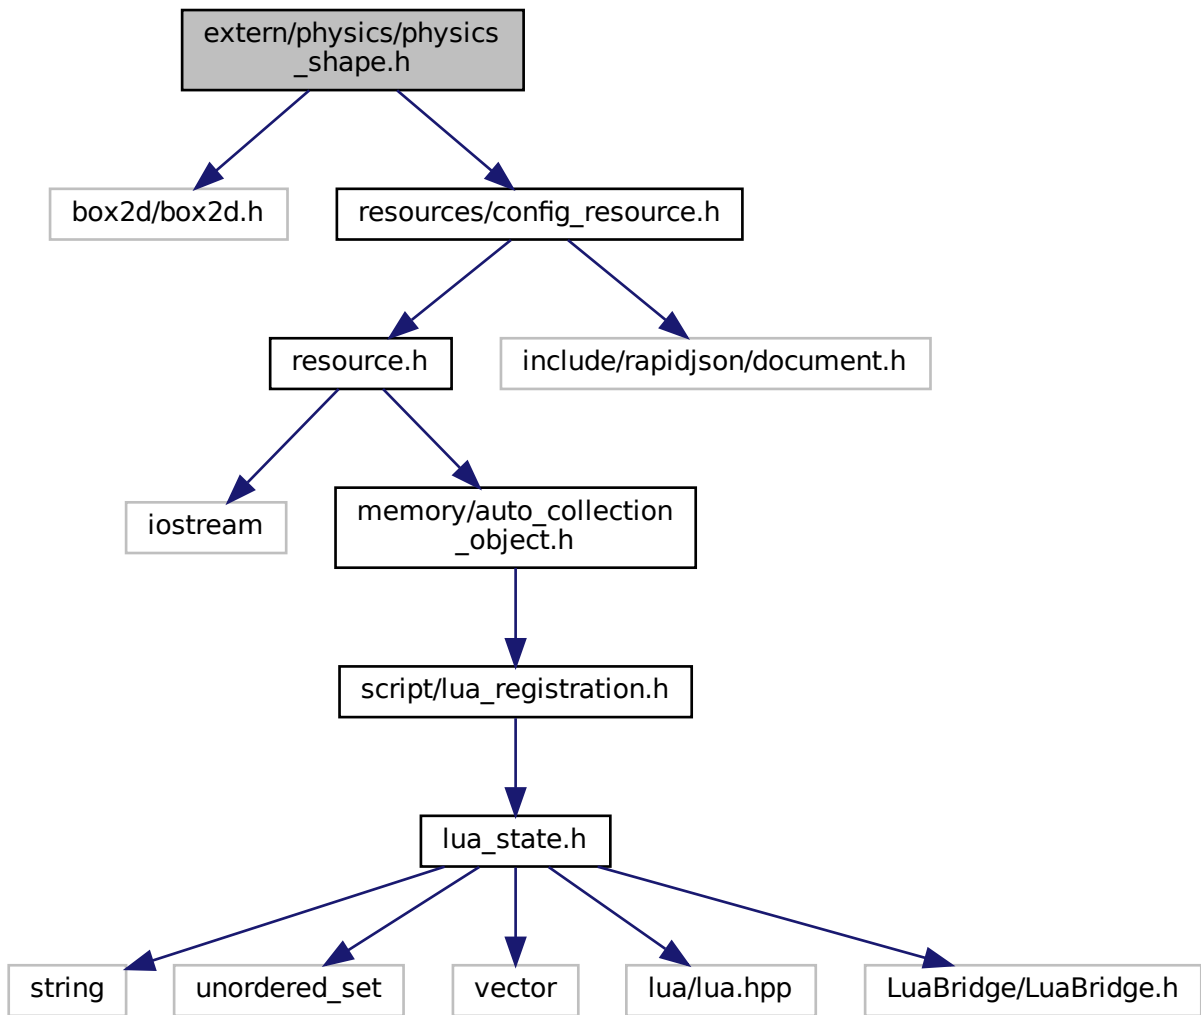 extern/physics/physics
_shape.h
box2d/box2d.h
resources/config_resource.h
resource.h
include/rapidjson/document.h
iostream
memory/auto_collection
_object.h
script/lua_registration.h
lua_state.h
string
unordered_set
vector
lua/lua.hpp
LuaBridge/LuaBridge.h